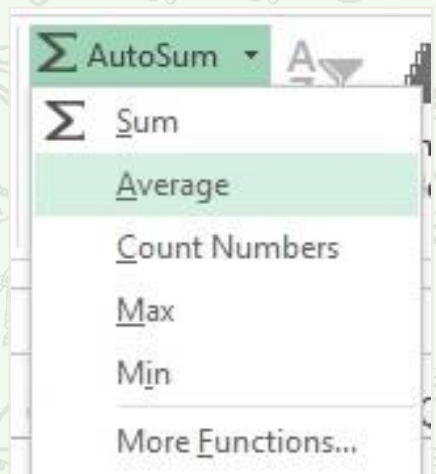 Σ AutoSum
Σ Sum
Average
Count Numbers
Max
Min
More Functions...